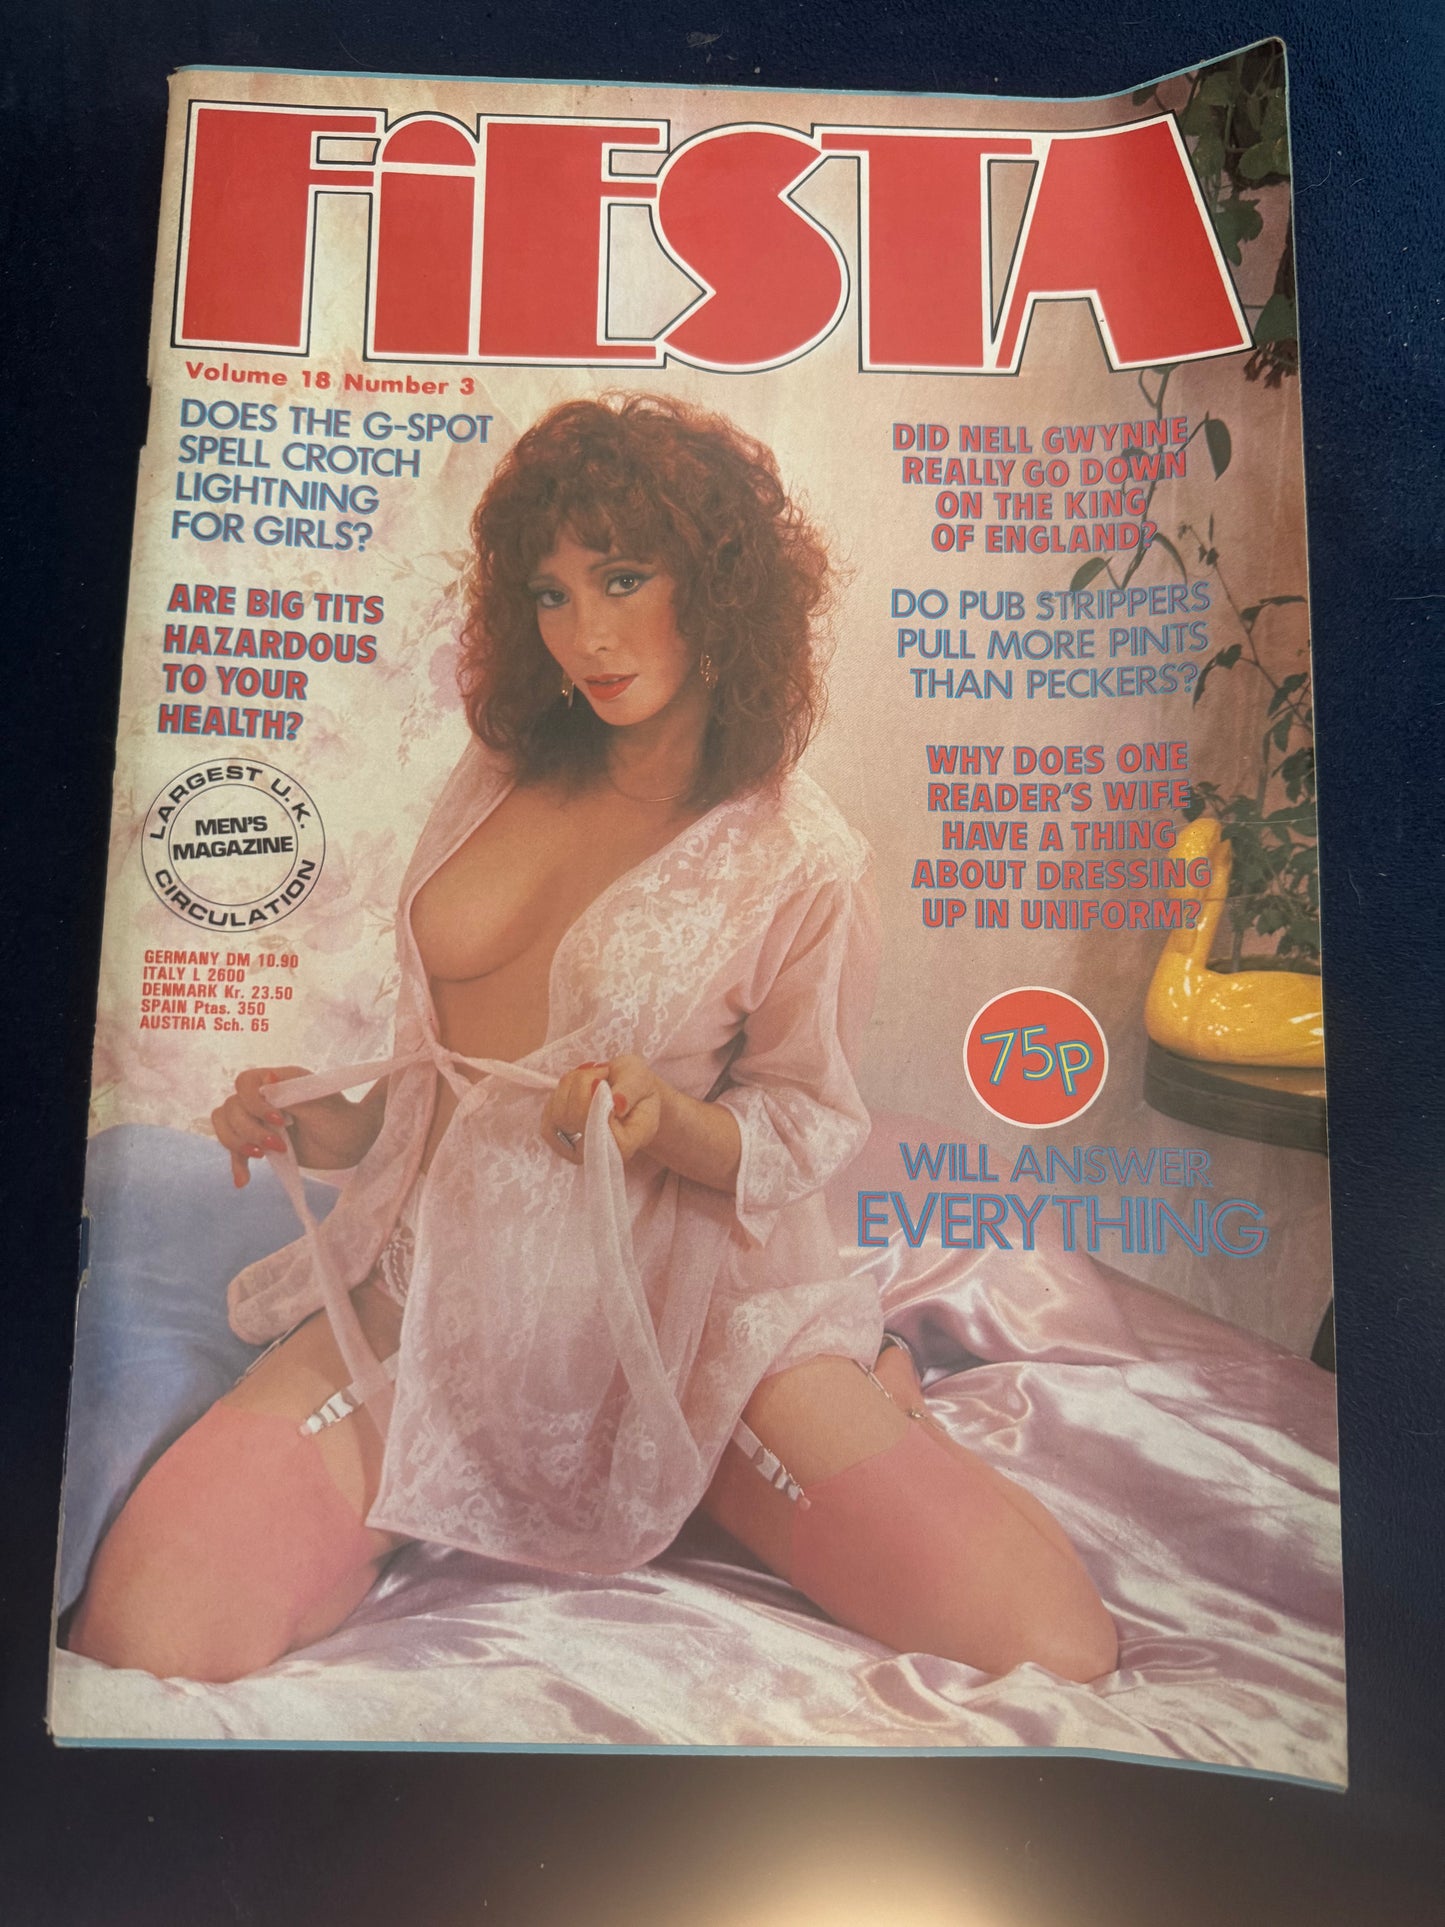 FiESTA
Volume 18 Number 3
DOES THE G-SPOT
SPELL CROTCH
LIGHTNING
FOR GIRLS?
ARE BIG TITS
HAZARDOUS
TO YOUR
HEALTH?
LARGEST U.K.
MEN'S
MAGAZINE
CIRCULATION
GERMANY DM 10.90
ITALY L 2600
DENMARK Kr. 23.50
SPAIN Ptas. 350
AUSTRIA Sch. 65
DID NELL GWYNNE
REALLY GO DOWN
ON THE KING
OF ENGLAND?
DO PUB STRIPPERS
PULL MORE PINTS
THAN PECKERS?
WHY DOES ONE
READER'S WIFE
HAVE A THING
ABOUT DRESSING
UP IN UNIFORM?
75p
WILL ANSWER
EVERYTHING